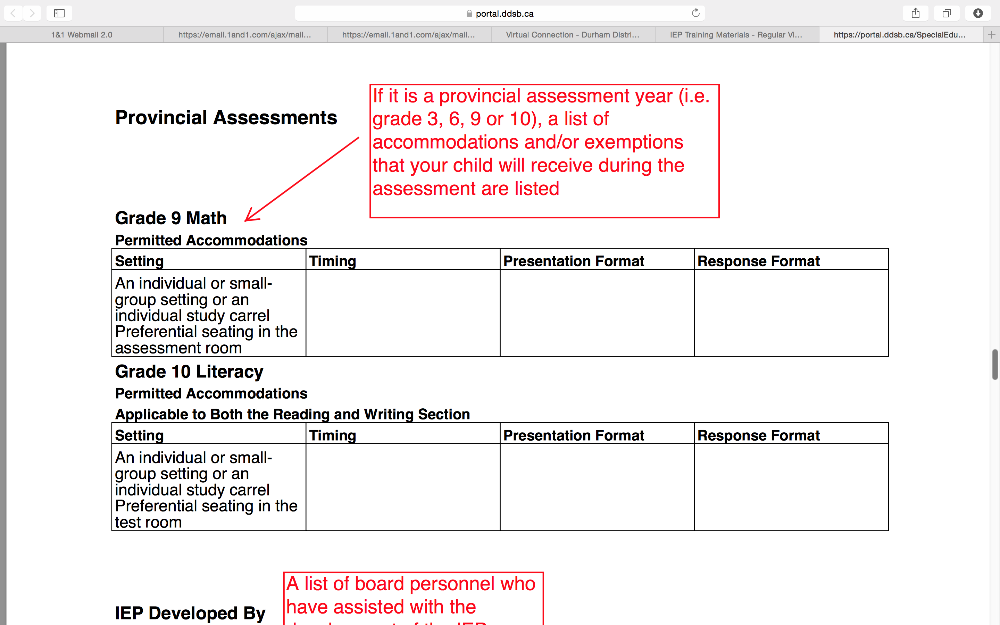 portal.ddsb.ca
1&1 Webmail 2.0
https://email.1and1.com/ajax/mail...
https://email.1and1.com/ajax/mail...
Virtual Connection - Durham Distri...
IEP Training Materials - Regular Vi...
https://portal.ddsb.ca/SpecialEdu...
If it is a provincial assessment year (i.e.
grade 3, 6, 9 or 10), a list of
accommodations and/or exemptions
that your child will receive during the
assessment are listed
Provincial Assessments
Grade 9 Math
Permitted Accommodations
Setting Timing Presentation Format Response Format
An individual or small-
group setting or an
individual study carrel
Preferential seating in the
assessment room
Grade 10 Literacy
Permitted Accommodations
Applicable to Both the Reading and Writing Section
Setting Timing Presentation Format Response Format
An individual or small-
group setting or an
individual study carrel
Preferential seating in the
test room
A list of board personnel who
have assisted with the
IEP Developed By